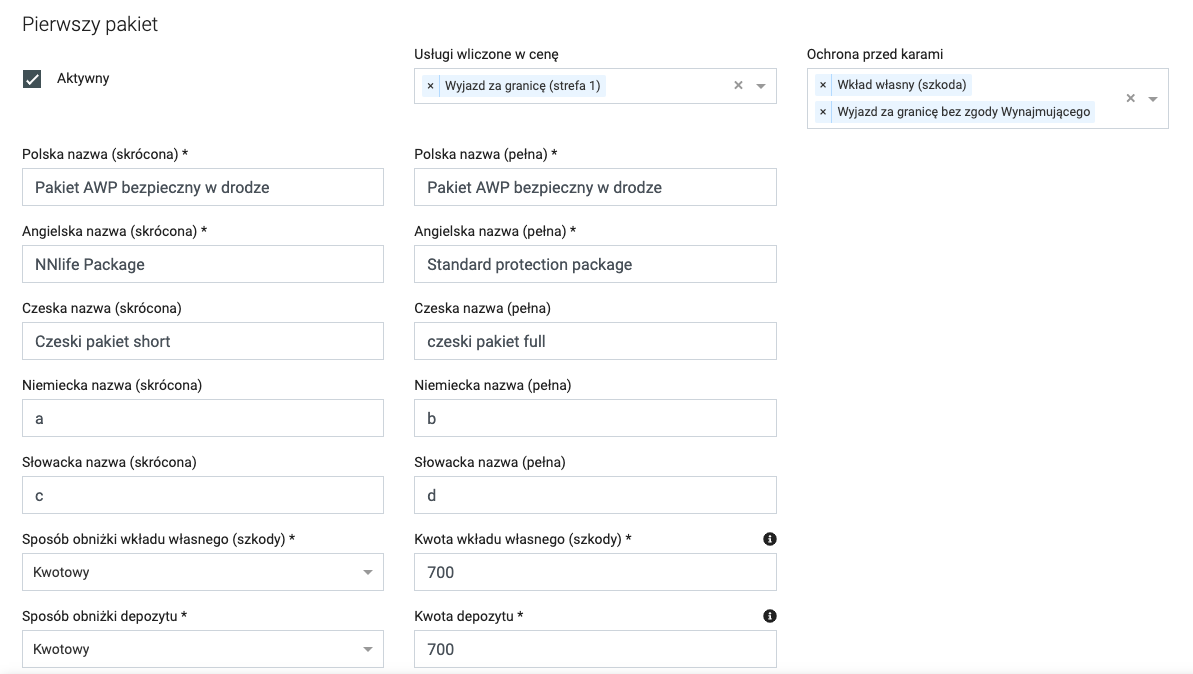 Pierwszy pakiet
Aktywny
Usługi wliczone w cenę
× Wyjazd za granicę (strefa 1) ×
Ochrona przed karami
× Wkład własny (szkoda)
× Wyjazd za granicę bez zgody Wynajmującego ×
Polska nazwa (skrócona) * Polska nazwa (pełna) *
Pakiet AWP bezpieczny w drodze Pakiet AWP bezpieczny w drodze
Angielska nazwa (skrócona) * Angielska nazwa (pełna) *
NNlife Package Standard protection package
Czeska nazwa (skrócona) Czeska nazwa (pełna)
Czeski pakiet short czeski pakiet full
Niemiecka nazwa (skrócona) Niemiecka nazwa (pełna)
a b
Słowacka nazwa (skrócona) Słowacka nazwa (pełna)
c d
Sposób obniżki wkładu własnego (szkody) * Kwota wkładu własnego (szkody) *
Kwotowy 700
Sposób obniżki depozytu * Kwota depozytu *
Kwotowy 700